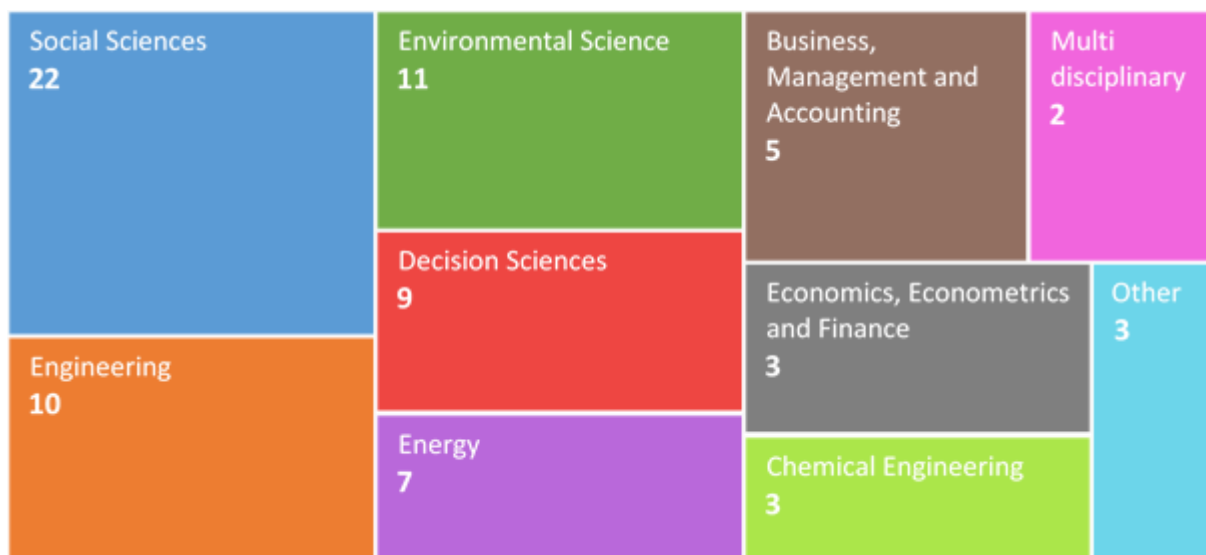 Social Sciences
22
Engineering
10
Environmental Science
11
Decision Sciences
9
Energy
7
Business,
Management and
Accounting
5
Multi
disciplinary
2
Economics, Econometrics
and Finance
3
Other
3
Chemical Engineering
3